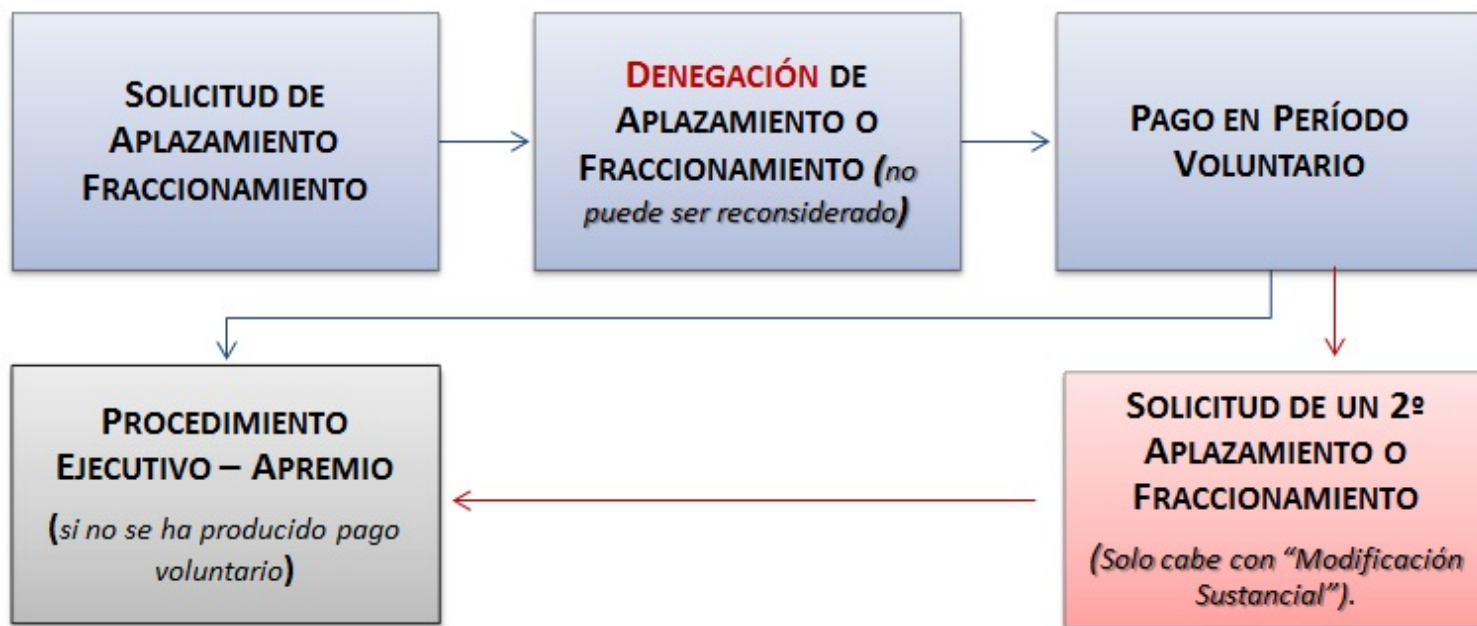 SOLICITUD DE
APLAZAMIENTO
FRACCIONAMIENTO
DENEGACIÓN DE
APLAZAMIENTO O
FRACCIONAMIENTO (no
puede ser reconsiderado)
PAGO EN PERÍODO
VOLUNTARIO
PROCEDIMIENTO
EJECUTIVO – APREMIO
(si no se ha producido pago
voluntario)
SOLICITUD DE UN 2º
APLAZAMIENTO O
FRACCIONAMIENTO
(Solo cabe con “Modificación
Sustancial”).